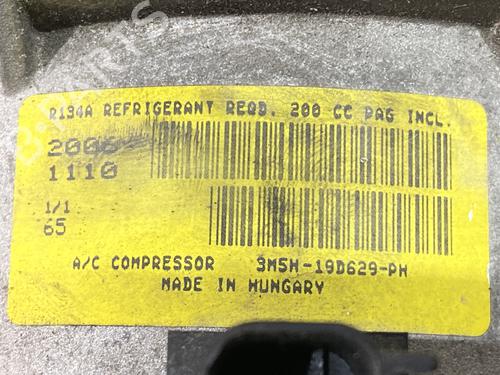 R134A REFRIGERANT REQD. 200 CC PAG INCL.
2006
1110
1/1
65
A/C COMPRESSOR 3M5H-19D629-PH
MADE IN HUNGARY